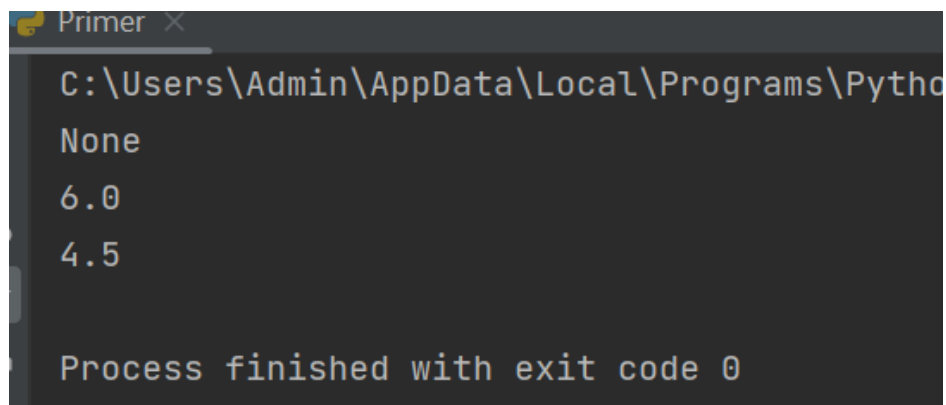 Primer
C:\Users\Admin\AppData\Local\Programs\Pytho
None
6.0
4.5
Process finished with exit code 0